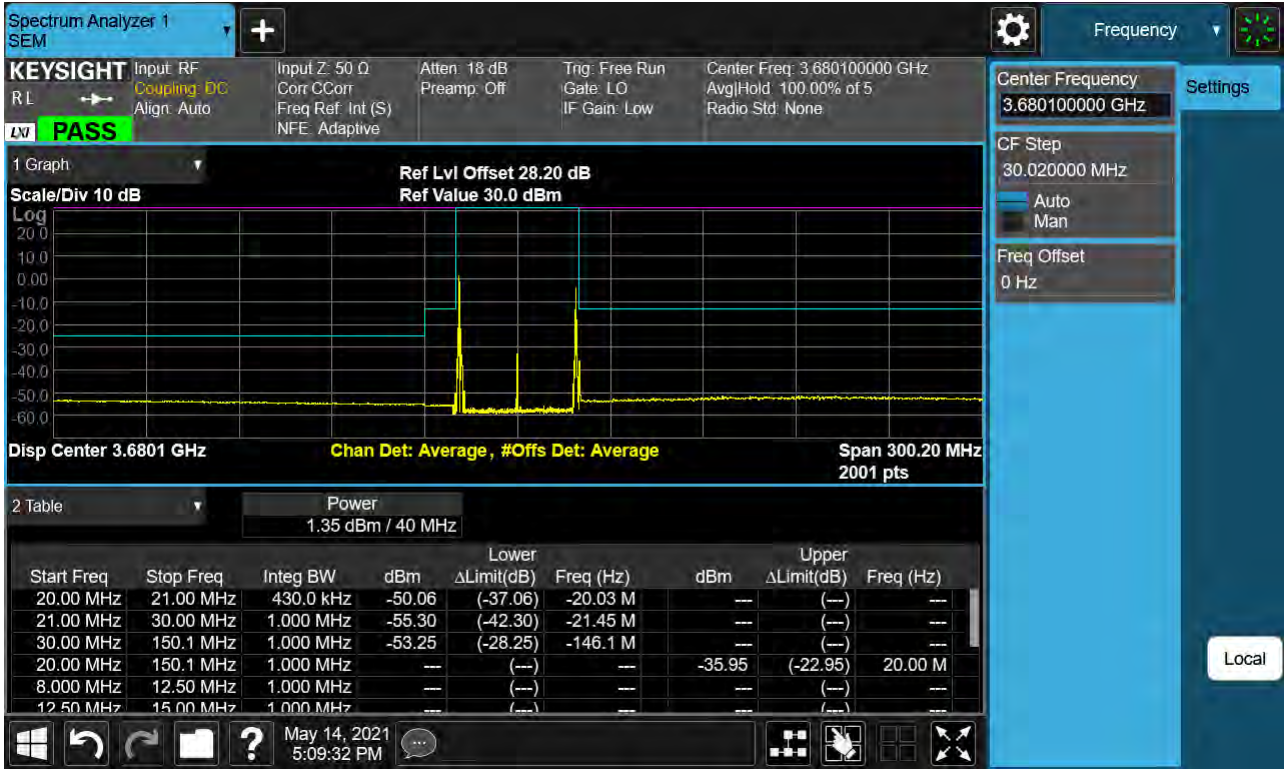 Spectrum Analyzer 1
SEM
Frequency
KEYSIGHT
R L
LXI
PASS
Input: RF
Coupling: DC
Align: Auto
Input Z: 50 Ω
Corr CCorr
Freq Ref: Int (S)
NFE: Adaptive
Atten: 18 dB
Preamp: Off
Trig: Free Run
Gate: LO
IF Gain: Low
Center Freq: 3.680100000 GHz
Avg|Hold: 100.00% of 5
Radio Std: None
Center Frequency
3.680100000 GHz
Settings
CF Step
30.020000 MHz
Auto
Man
Freq Offset
0 Hz
Local
1 Graph
Scale/Div 10 dB
Ref Lvl Offset 28.20 dB
Ref Value 30.0 dBm
Log
20.0
10.0
0.00
-10.0
-20.0
-30.0
-40.0
-50.0
-60.0
Disp Center 3.6801 GHz
Chan Det: Average, #Offs Det: Average
Span 300.20 MHz
2001 pts
2 Table
Power
1.35 dBm / 40 MHz
Lower Upper
Start Freq Stop Freq Integ BW dBm ΔLimit(dB) Freq (Hz) dBm ΔLimit(dB) Freq (Hz)
20.00 MHz 21.00 MHz 430.0 kHz -50.06 (-37.06) -20.03 M --- (---) ---
21.00 MHz 30.00 MHz 1.000 MHz -55.30 (-42.30) -21.45 M --- (---) ---
30.00 MHz 150.1 MHz 1.000 MHz -53.25 (-28.25) -146.1 M --- (---) ---
20.00 MHz 150.1 MHz 1.000 MHz --- (---) --- -35.95 (-22.95) 20.00 M
8.000 MHz 12.50 MHz 1.000 MHz --- (---) --- --- (---) ---
12.50 MHz 15.00 MHz 1.000 MHz --- (---) --- --- (---) ---
?
May 14, 2021
5:09:32 PM